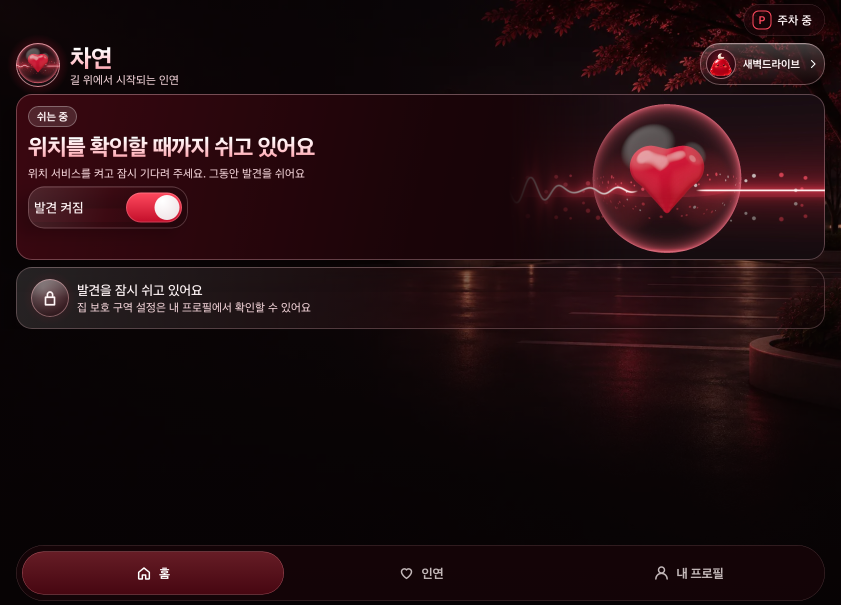 P 주차 중
차연
길 위에서 시작되는 인연
새벽드라이브
쉬는 중
위치를 확인할 때까지 쉬고 있어요
위치 서비스를 켜고 잠시 기다려 주세요. 그동안 발견을 쉬어요
발견 켜짐
발견을 잠시 쉬고 있어요
집 보호 구역 설정은 내 프로필에서 확인할 수 있어요
홈
인연
내 프로필